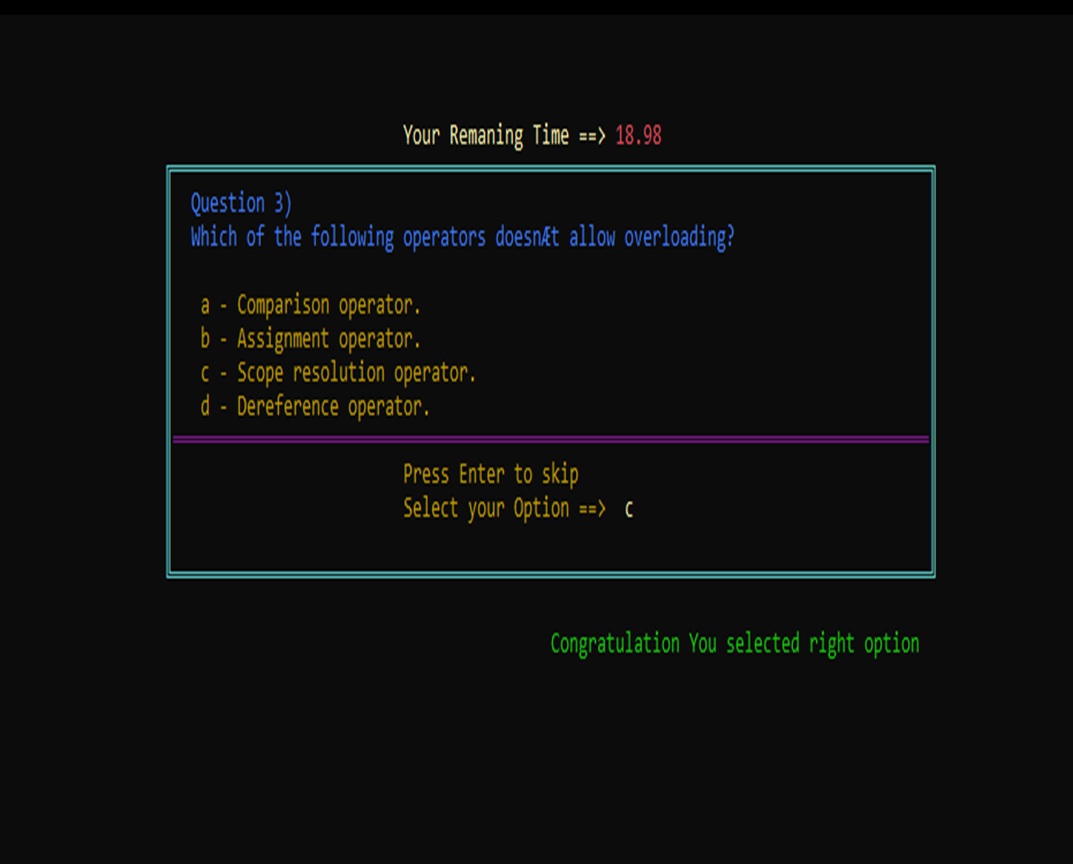 Your Remaning Time ==> 18.98
Question 3)
Which of the following operators doesnÆt allow overloading?
a - Comparison operator.
b - Assignment operator.
c - Scope resolution operator.
d - Dereference operator.
Press Enter to skip
Select your Option ==> c
Congratulation You selected right option